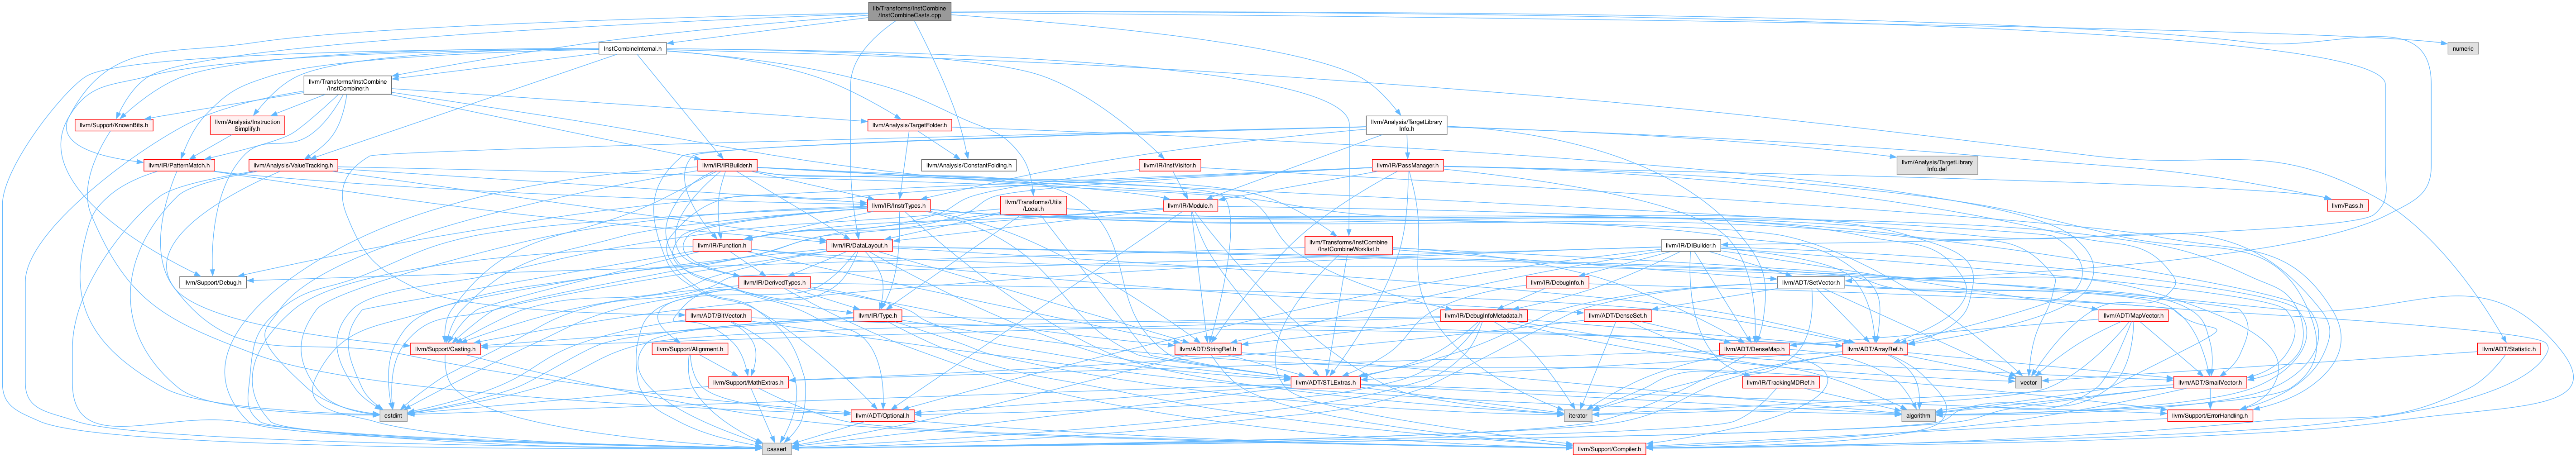 lib/Transforms/InstCombine
/InstCombineCasts.cpp
InstCombineInternal.h
numeric
llvm/Transforms/InstCombine
/InstCombiner.h
llvm/Support/KnownBits.h
llvm/Analysis/Instruction
Simplify.h
llvm/Analysis/TargetFolder.h
llvm/Analysis/TargetLibrary
Info.h
llvm/IR/PatternMatch.h
llvm/Analysis/ValueTracking.h
llvm/IR/IRBuilder.h
llvm/Analysis/ConstantFolding.h
llvm/IR/InstVisitor.h
llvm/IR/PassManager.h
llvm/Analysis/TargetLibrary
Info.def
llvm/IR/InstrTypes.h
llvm/Transforms/Utils
/Local.h
llvm/IR/Module.h
llvm/Pass.h
llvm/IR/Function.h
llvm/IR/DataLayout.h
llvm/Transforms/InstCombine
/InstCombineWorklist.h
llvm/IR/DIBuilder.h
llvm/Support/Debug.h
llvm/IR/DerivedTypes.h
llvm/IR/DebugInfo.h
llvm/ADT/SetVector.h
llvm/ADT/BitVector.h
llvm/IR/Type.h
llvm/IR/DebugInfoMetadata.h
llvm/ADT/DenseSet.h
llvm/ADT/MapVector.h
llvm/Support/Casting.h
llvm/Support/Alignment.h
llvm/ADT/StringRef.h
llvm/ADT/DenseMap.h
llvm/ADT/ArrayRef.h
llvm/ADT/Statistic.h
llvm/Support/MathExtras.h
llvm/ADT/STLExtras.h
llvm/IR/TrackingMDRef.h
vector
llvm/ADT/SmallVector.h
cstdint
llvm/ADT/Optional.h
iterator
algorithm
llvm/Support/ErrorHandling.h
cassert
llvm/Support/Compiler.h